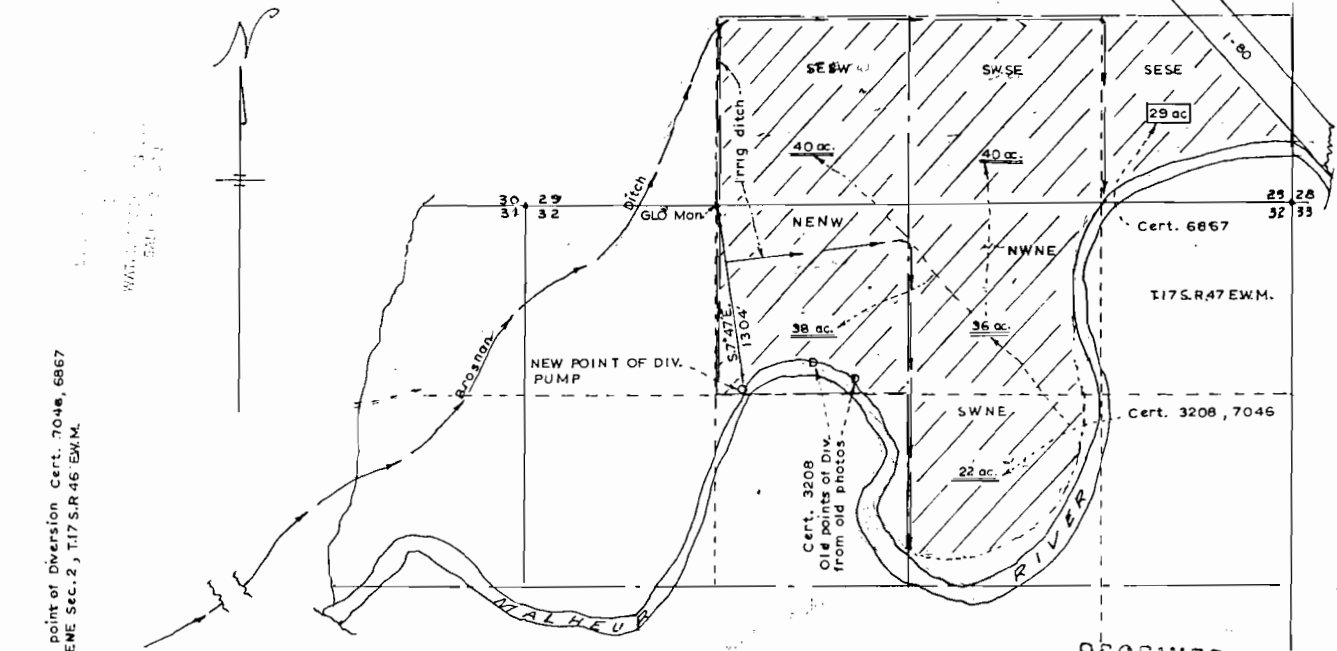 N
I-80
SESW
SWSE
SESE
29 ac
40 ac.
40 ac.
Irrig ditch
Ditch
30 29
31 32
GLO Mon.
NENW
NWNE
29 28
32 33
Cert. 6867
T.17 S.R.47 E.W.M.
S.7°47'E.
1304'
38 ac.
36 ac.
Brosnan
NEW POINT OF DIV.
PUMP
SWNE
Cert. 3208, 7046
22 ac.
Cert. 3208
Old points of Div.
from old photos
RIVER
MALHEUR
point of Diversion Cert. 7046, 6867
ENE Sec. 2, T.17 S.R 46 E.W.M.